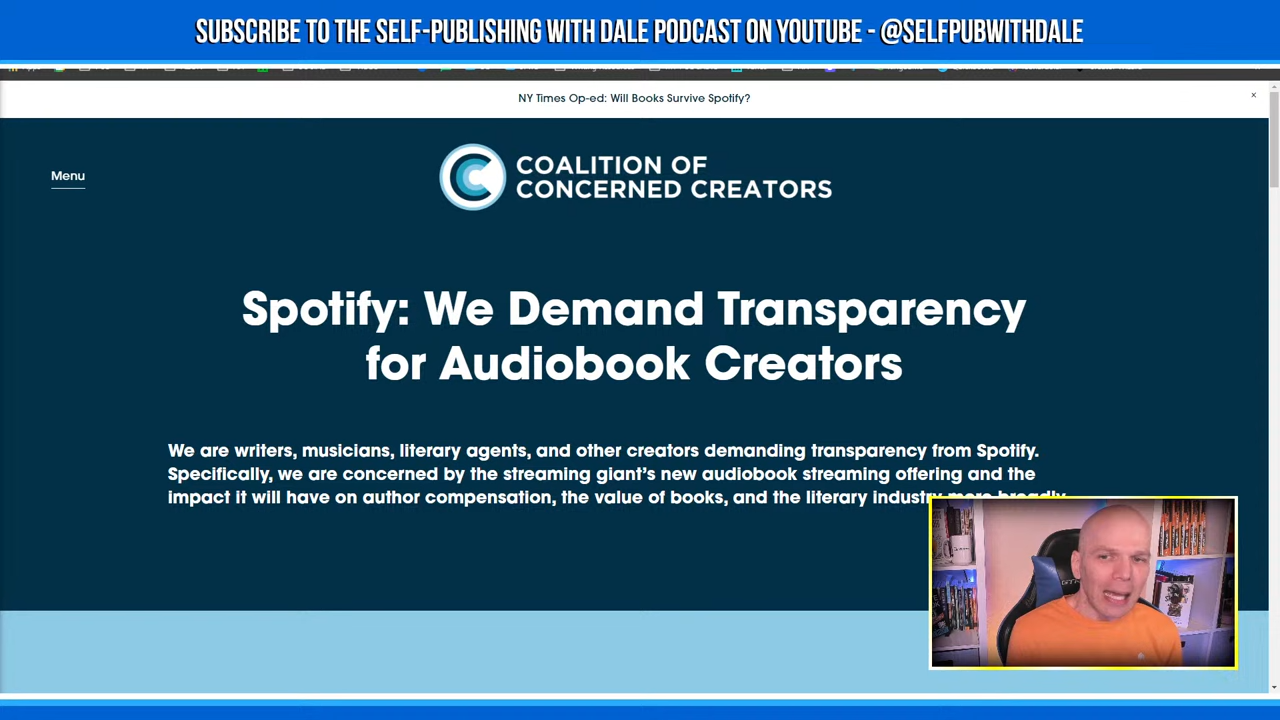 SUBSCRIBE TO THE SELF-PUBLISHING WITH DALE PODCAST ON YOUTUBE - @SELFPUBWITHDALE
NY Times Op-ed: Will Books Survive Spotify?
x
Menu
COALITION OF
CONCERNED CREATORS
Spotify: We Demand Transparency
for Audiobook Creators
We are writers, musicians, literary agents, and other creators demanding transparency from Spotify.
Specifically, we are concerned by the streaming giant's new audiobook streaming offering and the
impact it will have on author compensation, the value of books, and the literary industry more broadly